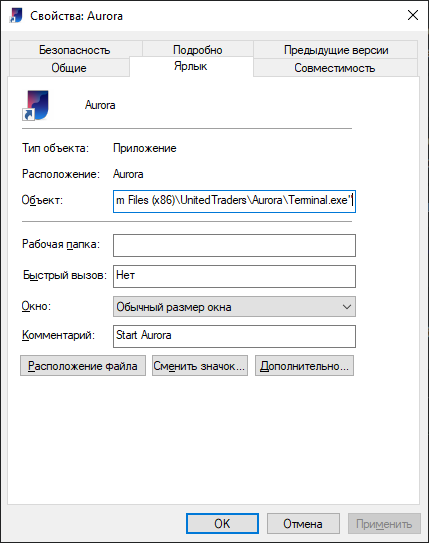 Свойства: Aurora
Безопасность Подробно Предыдущие версии
Общие Ярлык Совместимость
Aurora
Тип объекта: Приложение
Расположение: Aurora
Объект: m Files (x86)\UnitedTraders\Aurora\Terminal.exe"
Рабочая папка:
Быстрый вызов: Нет
Окно: Обычный размер окна
Комментарий: Start Aurora
Расположение файла Сменить значок... Дополнительно...
OK Отмена Применить